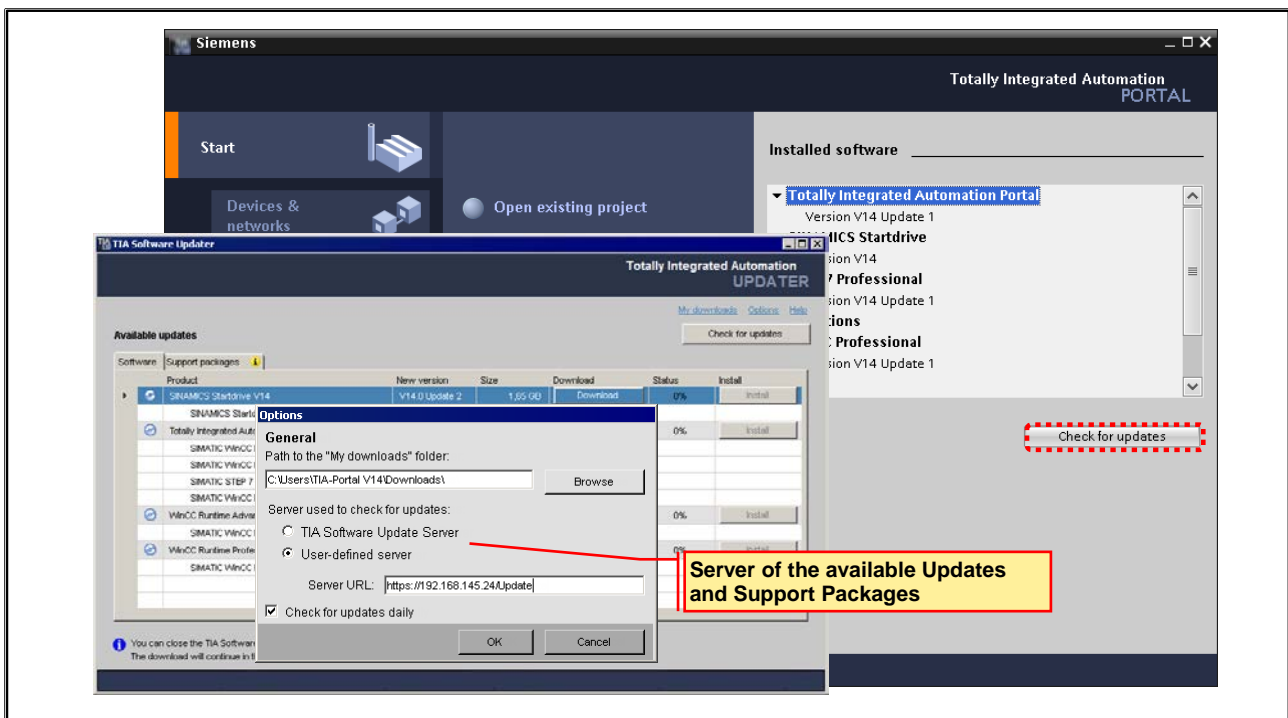 Siemens
Totally Integrated Automation
PORTAL
Start
Devices &
networks
Open existing project
Installed software
Totally Integrated Automation Portal
Version V14 Update 1
MICS Startdrive
sion V14
7 Professional
sion V14 Update 1
tions
Professional
sion V14 Update 1
Check for updates
TIA Software Updater
Totally Integrated Automation
UPDATER
My downloads Options Help
Available updates
Check for updates
Software Support packages
Product New version Size Download Status Install
SINAMICS Startdrive V14 V14.0 Update 2 1,65 GB Download 0% Install
SINAMICS Startd
Totally Integrated Auto 0% Install
SIMATIC WinCC
SIMATIC WinCC
SIMATIC STEP 7
SIMATIC WinCC
WinCC Runtime Advan 0% Install
SIMATIC WinCC
WinCC Runtime Profe 0% Install
SIMATIC WinCC
You can close the TIA Software
The download will continue in t
Options
General
Path to the "My downloads" folder:
C:\Users\TIA-Portal V14\Downloads\
Browse
Server used to check for updates:
TIA Software Update Server
User-defined server
Server URL: https://192.168.145.24/Update
Check for updates daily
OK Cancel
Server of the available Updates
and Support Packages